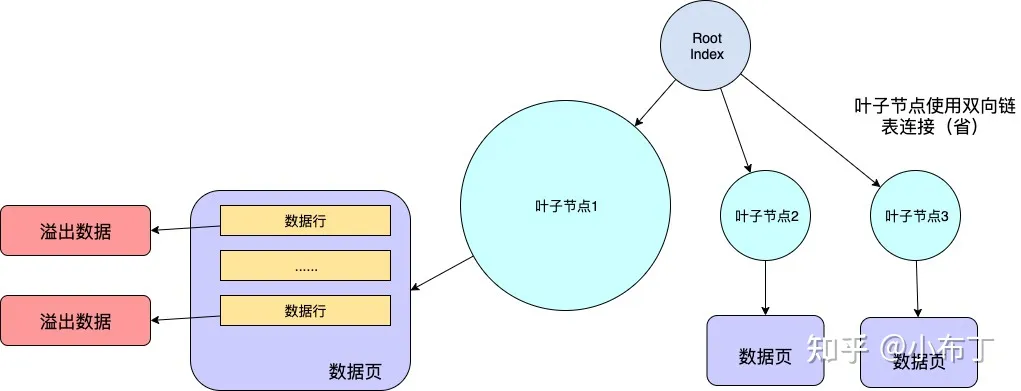 Root
Index
叶子节点使用双向链
表连接（省）
叶子节点1
叶子节点2
叶子节点3
溢出数据
数据行
......
溢出数据
数据行
数据页
数据页
数据页
知乎 @小布丁